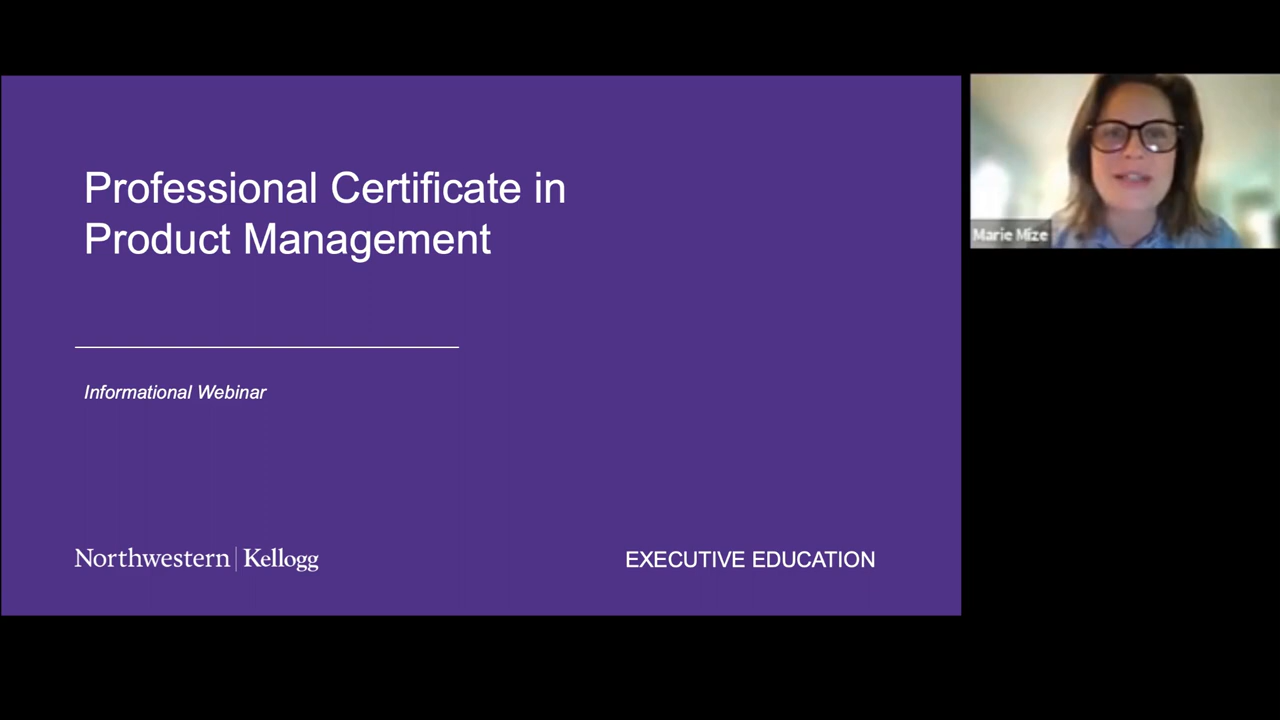 Professional Certificate in
Product Management
Informational Webinar
Northwestern | Kellogg
EXECUTIVE EDUCATION
Marie Mize